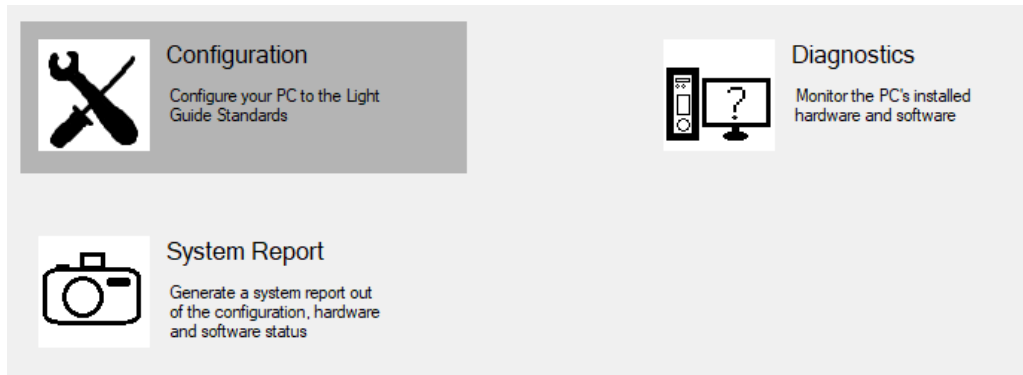 Configuration
Configure your PC to the Light
Guide Standards
Diagnostics
?
Monitor the PC's installed
hardware and software
System Report
Generate a system report out
of the configuration, hardware
and software status